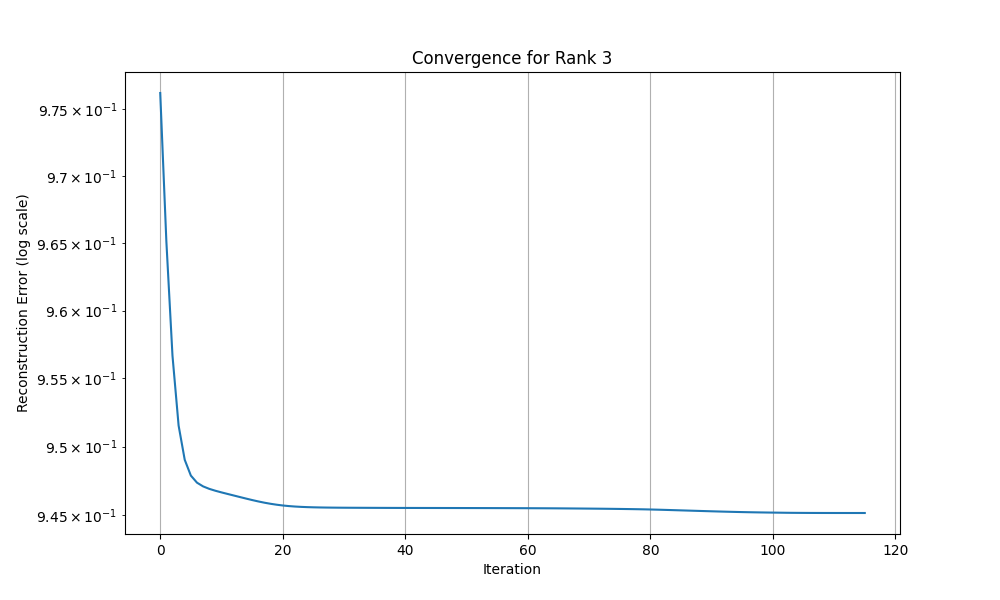 Convergence for Rank 3
Reconstruction Error (log scale)
9.75 × 10⁻¹
9.7 × 10⁻¹
9.65 × 10⁻¹
9.6 × 10⁻¹
9.55 × 10⁻¹
9.5 × 10⁻¹
9.45 × 10⁻¹
0 20 40 60 80 100 120
Iteration